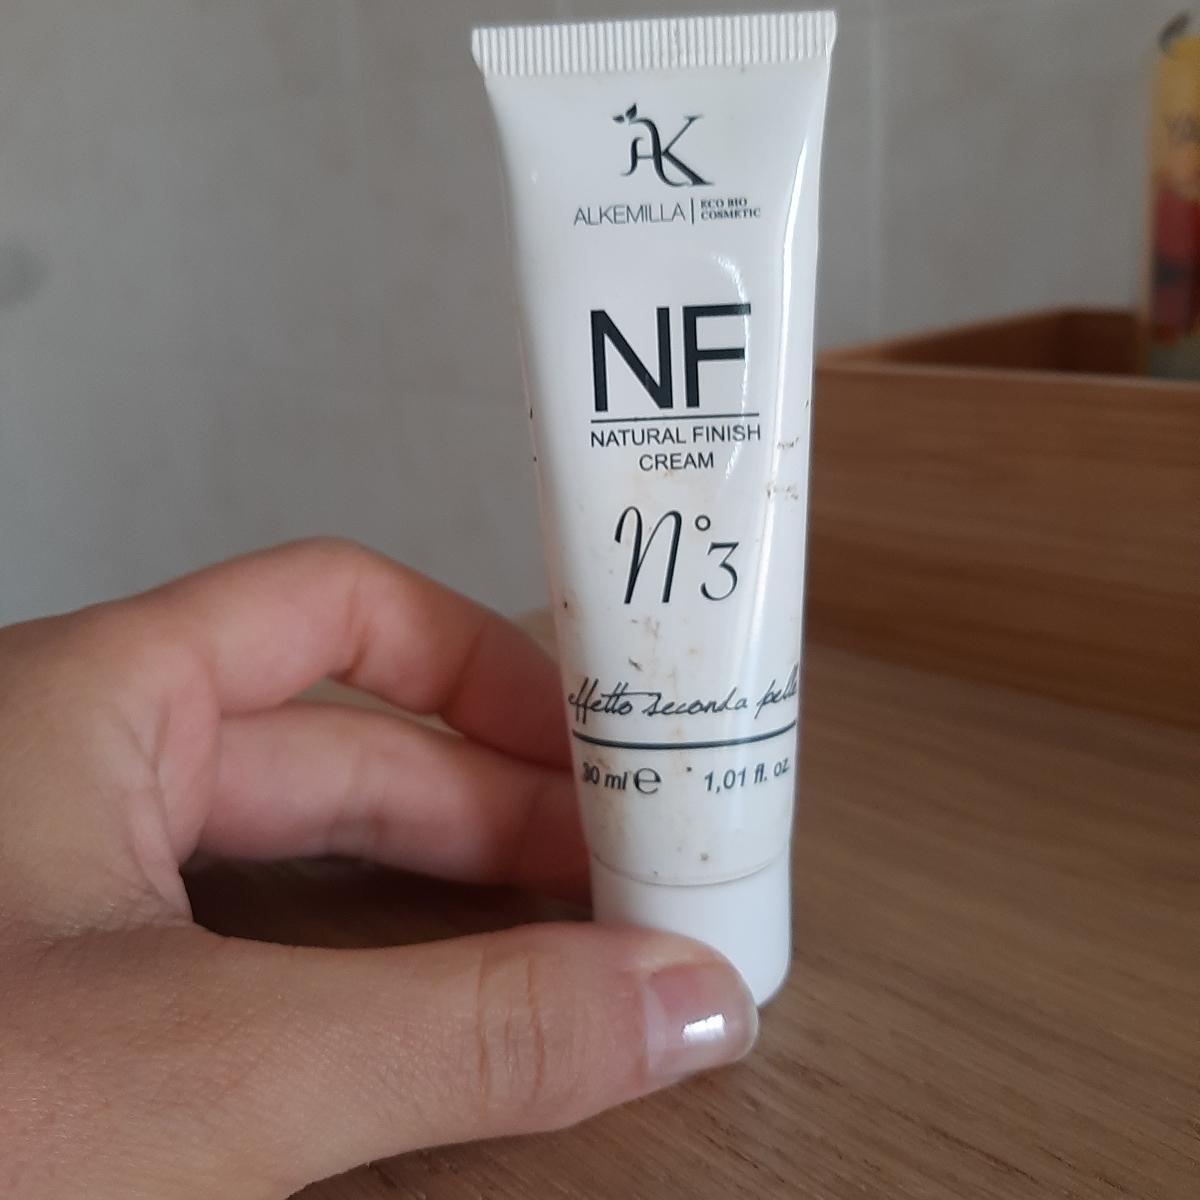 AK
ALKEMILLA | ECO BIO COSMETIC
NF
NATURAL FINISH
CREAM
N°3
effetto seconda pelle
30 ml ℮ 1,01 fl. oz